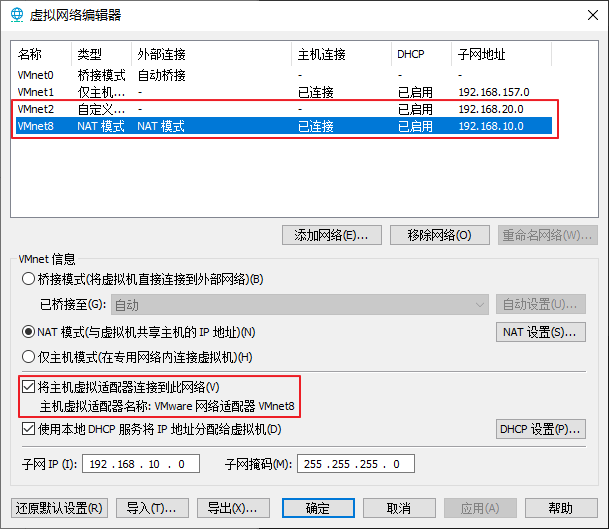 虚拟网络编辑器
名称 类型 外部连接 主机连接 DHCP 子网地址
VMnet0 桥接模式 自动桥接 - - -
VMnet1 仅主机... - 已连接 已启用 192.168.157.0
VMnet2 自定义... - - 已启用 192.168.20.0
VMnet8 NAT 模式 NAT 模式 已连接 已启用 192.168.10.0
添加网络(E)... 移除网络(O) 重命名网络(W)...
VMnet 信息
桥接模式(将虚拟机直接连接到外部网络)(B)
已桥接至(G): 自动 自动设置(U)...
NAT 模式(与虚拟机共享主机的 IP 地址)(N) NAT 设置(S)...
仅主机模式(在专用网络内连接虚拟机)(H)
将主机虚拟适配器连接到此网络(V)
主机虚拟适配器名称: VMware 网络适配器 VMnet8
使用本地 DHCP 服务将 IP 地址分配给虚拟机(D) DHCP 设置(P)...
子网 IP (I): 192 .168 . 10 . 0 子网掩码(M): 255 .255 .255 . 0
还原默认设置(R) 导入(T)... 导出(X)... 确定 取消 应用(A) 帮助